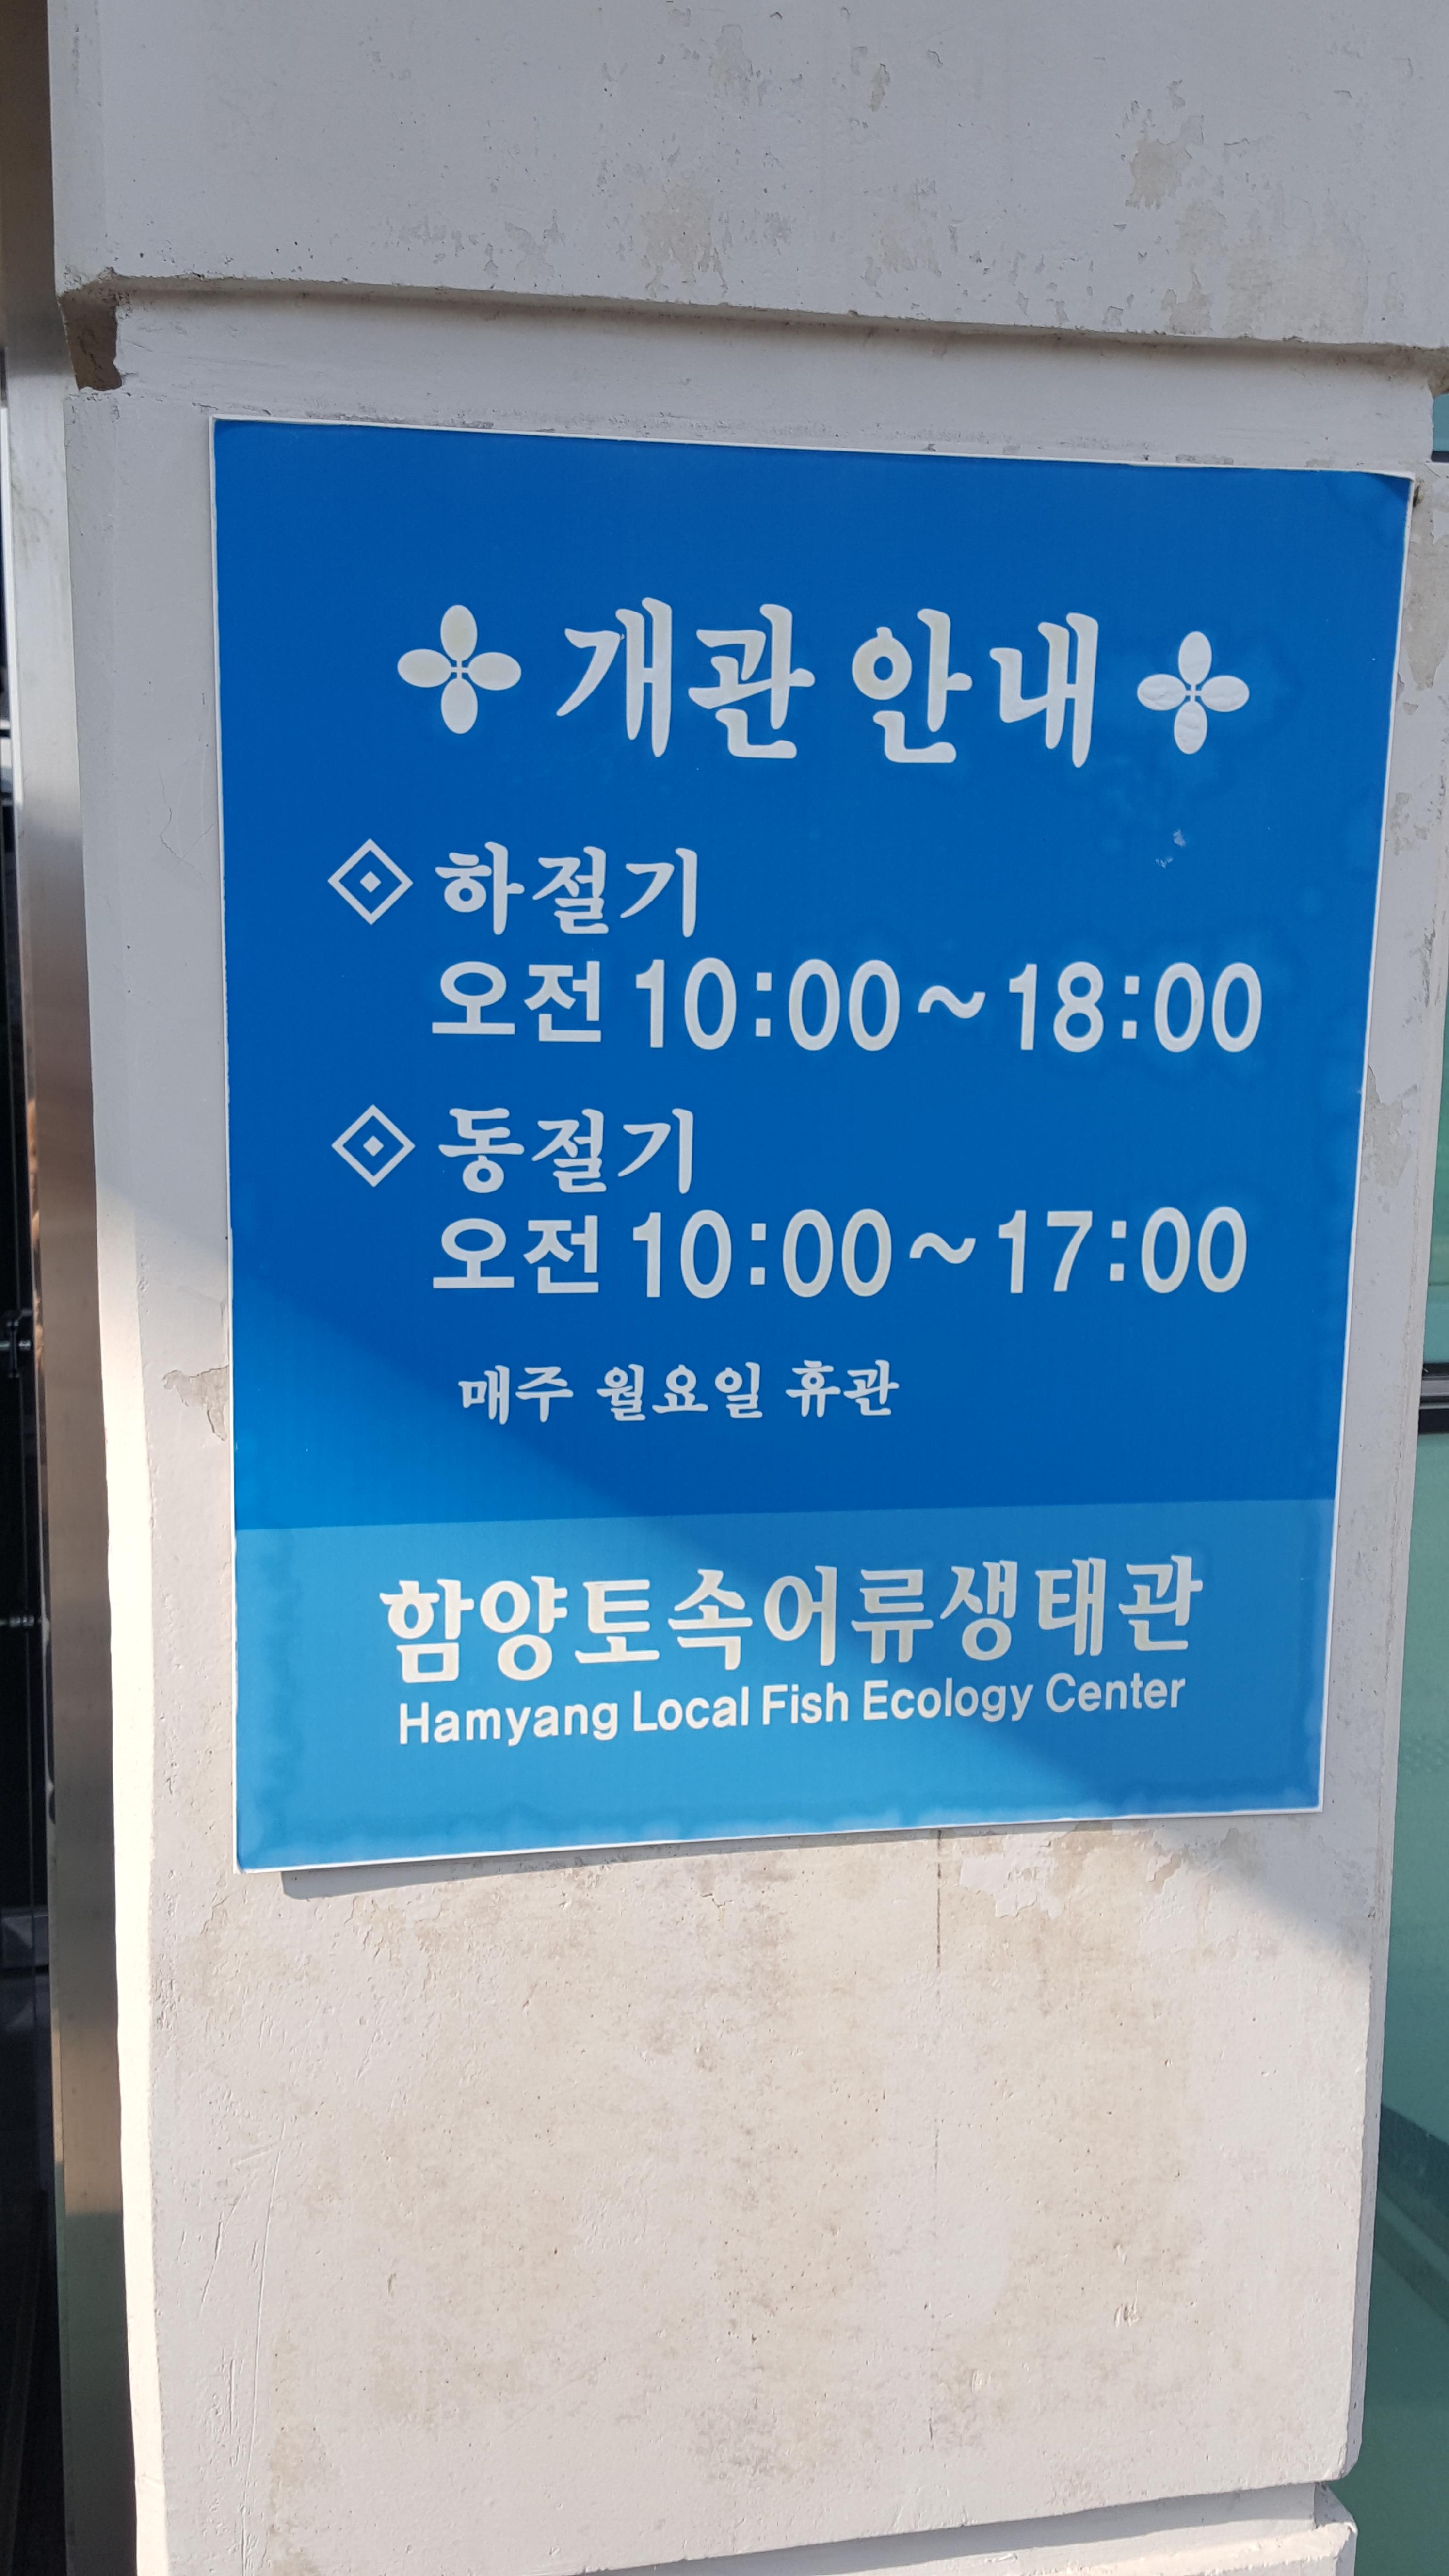 개관 안내
하절기
오전 10:00~18:00
동절기
오전 10:00~17:00
매주 월요일 휴관
함양토속어류생태관
Hamyang Local Fish Ecology Center